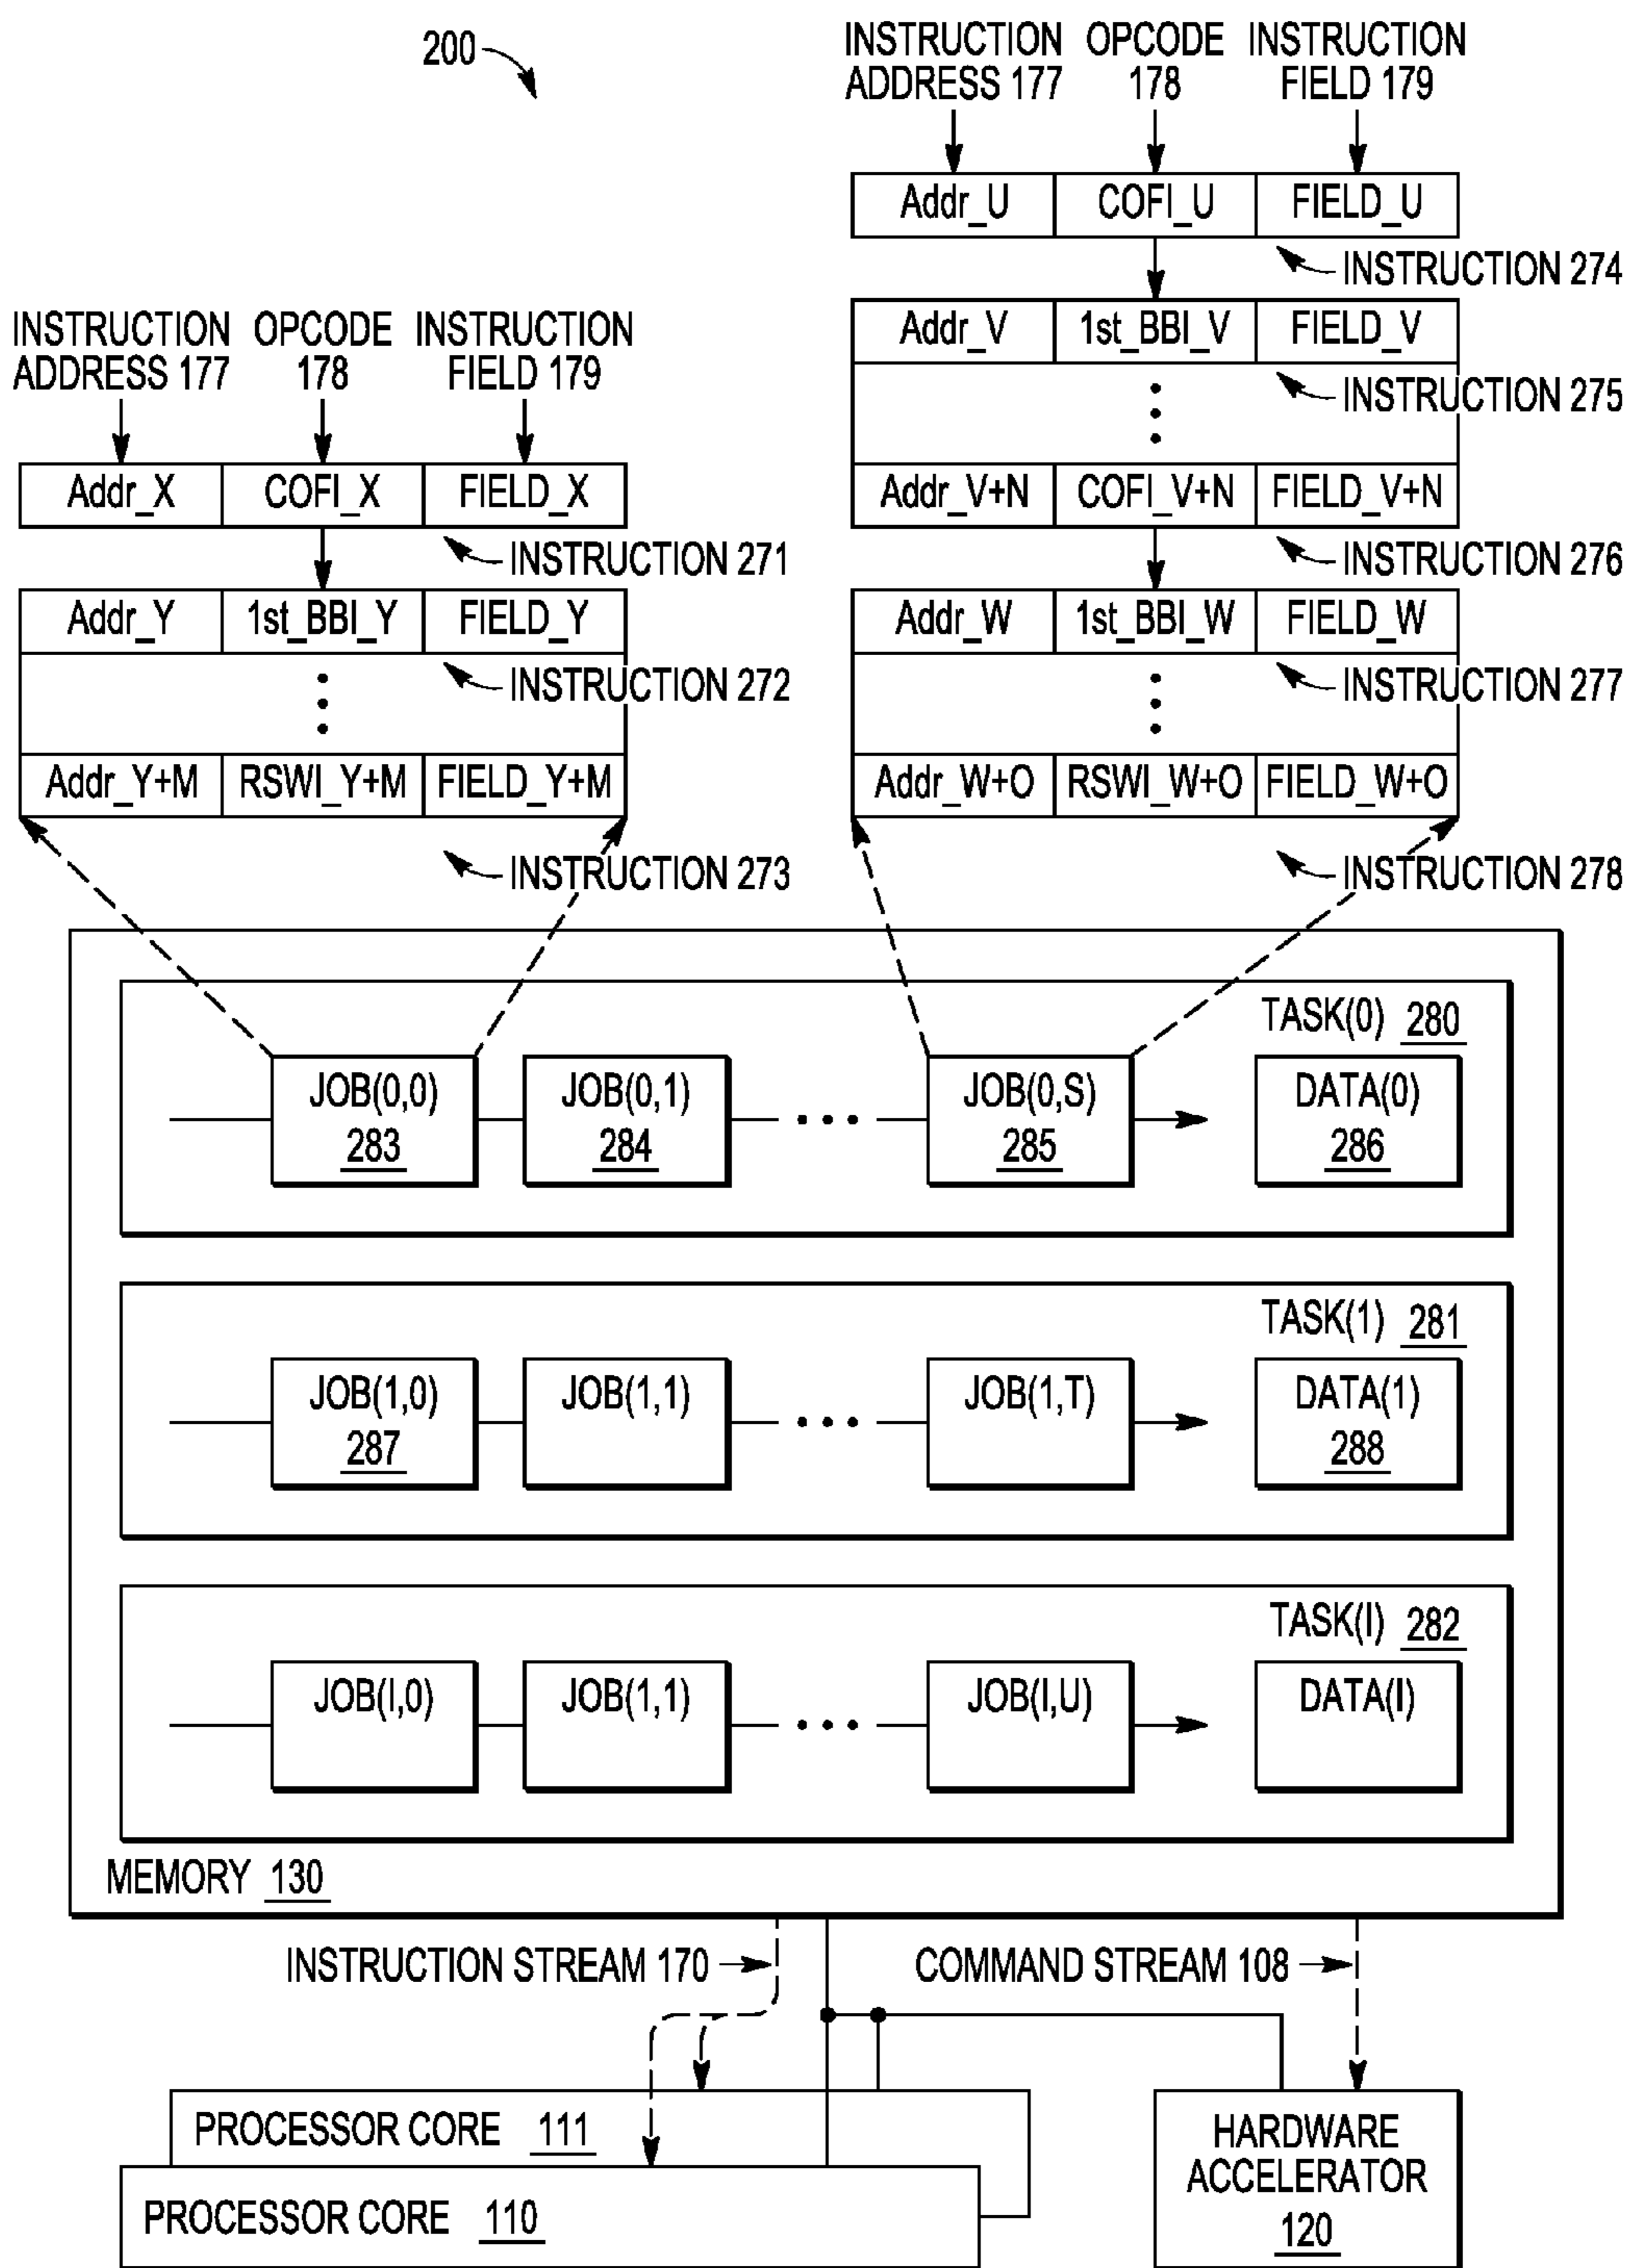 200
INSTRUCTION ADDRESS 177
OPCODE 178
INSTRUCTION FIELD 179
Addr_U COFI_U FIELD_U
INSTRUCTION 274
Addr_V 1st_BBI_V FIELD_V
INSTRUCTION 275
Addr_V+N COFI_V+N FIELD_V+N
INSTRUCTION 276
Addr_W 1st_BBI_W FIELD_W
INSTRUCTION 277
Addr_W+O RSWI_W+O FIELD_W+O
INSTRUCTION 278
INSTRUCTION ADDRESS 177
OPCODE 178
INSTRUCTION FIELD 179
Addr_X COFI_X FIELD_X
INSTRUCTION 271
Addr_Y 1st_BBI_Y FIELD_Y
INSTRUCTION 272
Addr_Y+M RSWI_Y+M FIELD_Y+M
INSTRUCTION 273
TASK(0) 280
JOB(0,0) 283
JOB(0,1) 284
JOB(0,S) 285
DATA(0) 286
TASK(1) 281
JOB(1,0) 287
JOB(1,1)
JOB(1,T)
DATA(1) 288
TASK(I) 282
JOB(I,0)
JOB(1,1)
JOB(I,U)
DATA(I)
MEMORY 130
INSTRUCTION STREAM 170
COMMAND STREAM 108
PROCESSOR CORE 111
PROCESSOR CORE 110
HARDWARE
ACCELERATOR
120